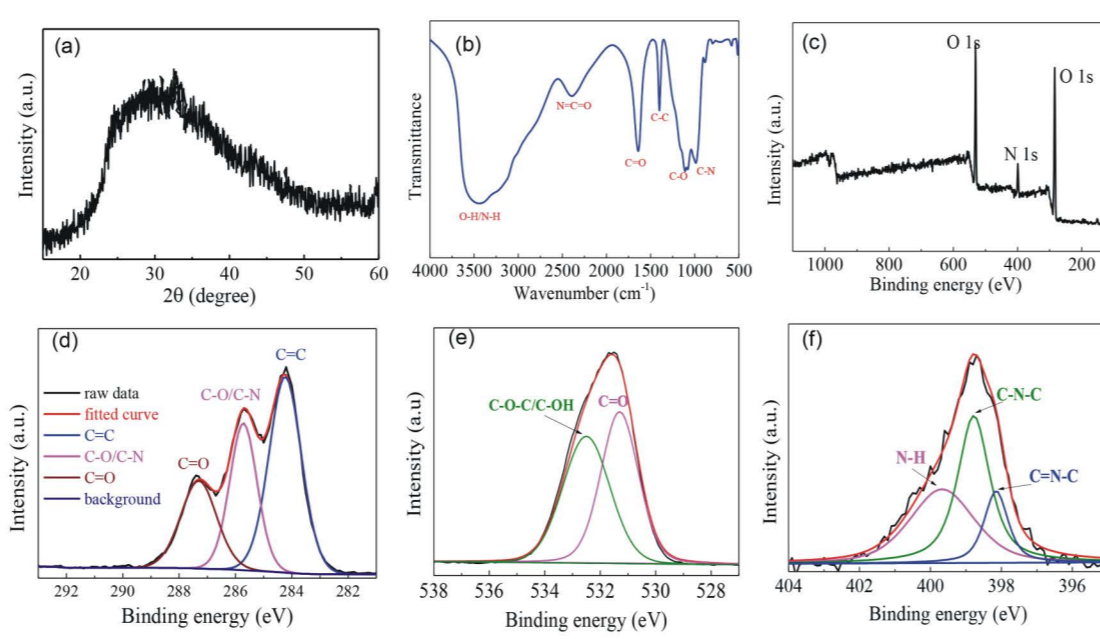 (a)
Intensity (a.u.)
20 30 40 50 60
2θ (degree)
(b)
Transmittance
N=C=O
C-C
C=O
C-O
C-N
O-H/N-H
4000 3500 3000 2500 2000 1500 1000 500
Wavenumber (cm⁻¹)
(c)
Intensity (a.u.)
O 1s
O 1s
N 1s
1000 800 600 400 200
Binding energy (eV)
(d)
Intensity (a.u.)
raw data
fitted curve
C=C
C-O/C-N
C=O
background
C=C
C-O/C-N
C=O
292 290 288 286 284 282
Binding energy (eV)
(e)
Intensity (a.u)
C-O-C/C-OH
C=O
538 536 534 532 530 528
Binding energy (eV)
(f)
Intensity (a.u.)
C-N-C
N-H
C=N-C
404 402 400 398 396
Binding energy (eV)